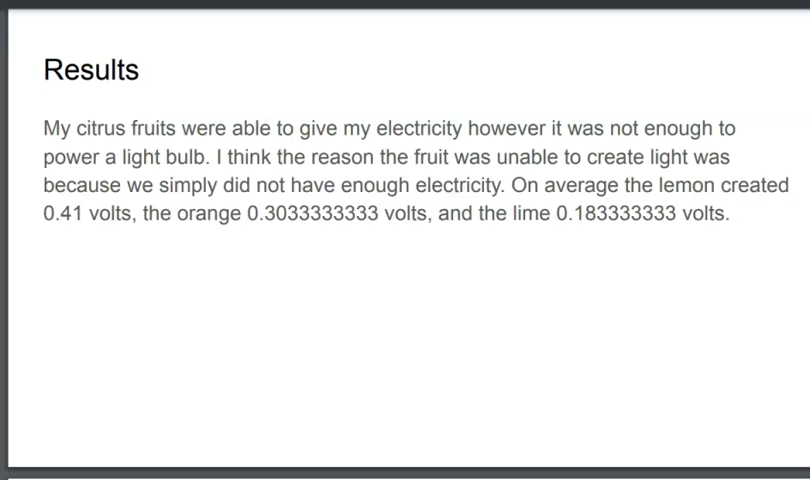 Results
My citrus fruits were able to give my electricity however it was not enough to
power a light bulb. I think the reason the fruit was unable to create light was
because we simply did not have enough electricity. On average the lemon created
0.41 volts, the orange 0.3033333333 volts, and the lime 0.183333333 volts.